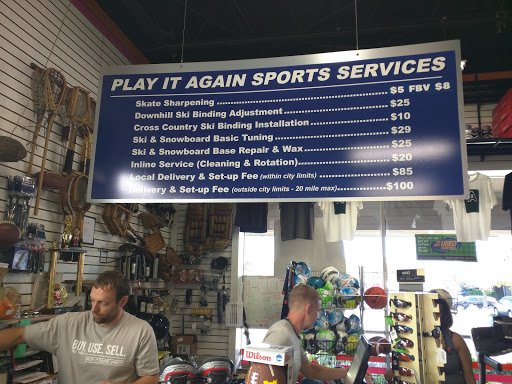 PLAY IT AGAIN SPORTS SERVICES
Skate Sharpening ........ $5 FBV $8
Downhill Ski Binding Adjustment ........ $25
Cross Country Ski Binding Installation ........ $10
Ski & Snowboard Basic Tuning ........ $29
Ski & Snowboard Base Repair & Wax ........ $25
Inline Service (Cleaning & Rotation) ........ $20
Local Delivery & Set-up Fee (within city limits) ........ $85
Delivery & Set-up Fee (outside city limits - 20 mile max) ........ $100
BUY. USE. SELL.
Wilson